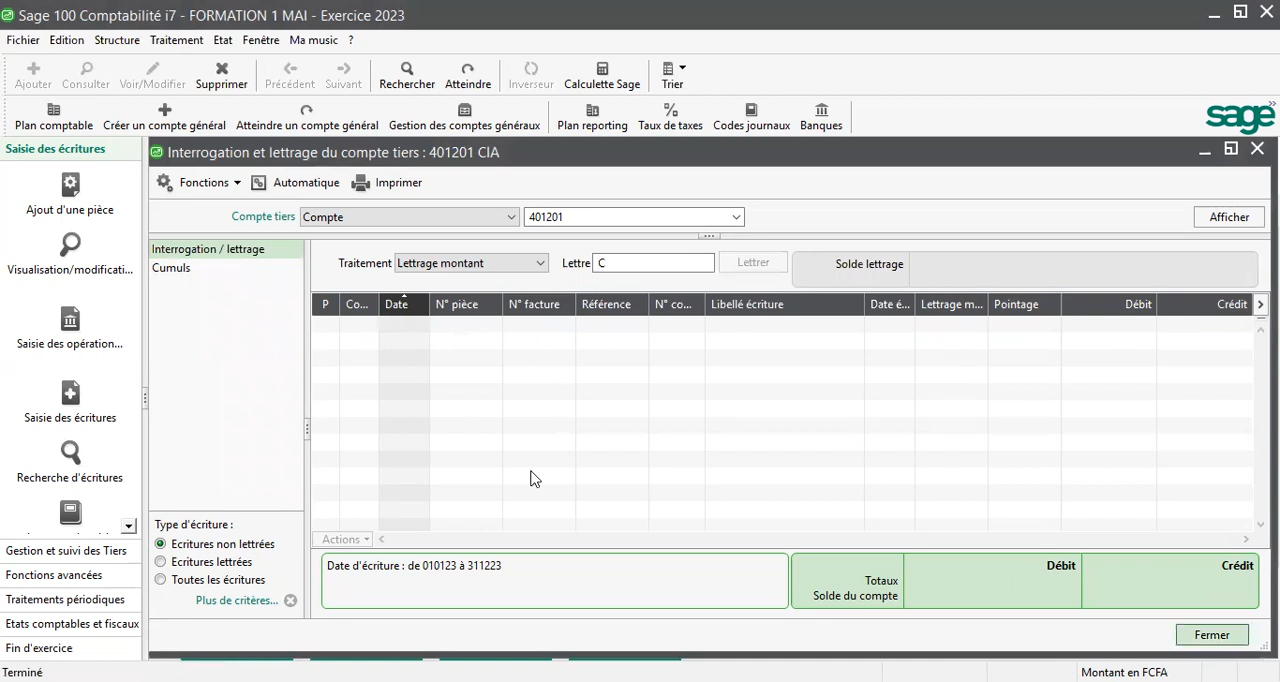 Sage 100 Comptabilité i7 - FORMATION 1 MAI - Exercice 2023
Fichier Edition Structure Traitement Etat Fenêtre Ma music ?
Ajouter Consulter Voir/Modifier Supprimer Précédent Suivant Rechercher Atteindre Inverseur Calculette Sage Trier
Plan comptable Créer un compte général Atteindre un compte général Gestion des comptes généraux Plan reporting Taux de taxes Codes journaux Banques
sage
Saisie des écritures
Ajout d'une pièce
Visualisation/modificati...
Saisie des opération...
Saisie des écritures
Recherche d'écritures
Gestion et suivi des Tiers
Fonctions avancées
Traitements périodiques
Etats comptables et fiscaux
Fin d'exercice
Interrogation et lettrage du compte tiers : 401201 CIA
Fonctions Automatique Imprimer
Compte tiers Compte 401201 Afficher
Interrogation / lettrage
Cumuls
Traitement Lettrage montant Lettre C Lettrer Solde lettrage
P Co... Date N° pièce N° facture Référence N° co... Libellé écriture Date é... Lettrage m... Pointage Débit Crédit
Type d'écriture :
Ecritures non lettrées
Ecritures lettrées
Toutes les écritures
Plus de critères...
Actions
Date d'écriture : de 010123 à 311223
Débit Crédit
Totaux
Solde du compte
Fermer
Terminé Montant en FCFA